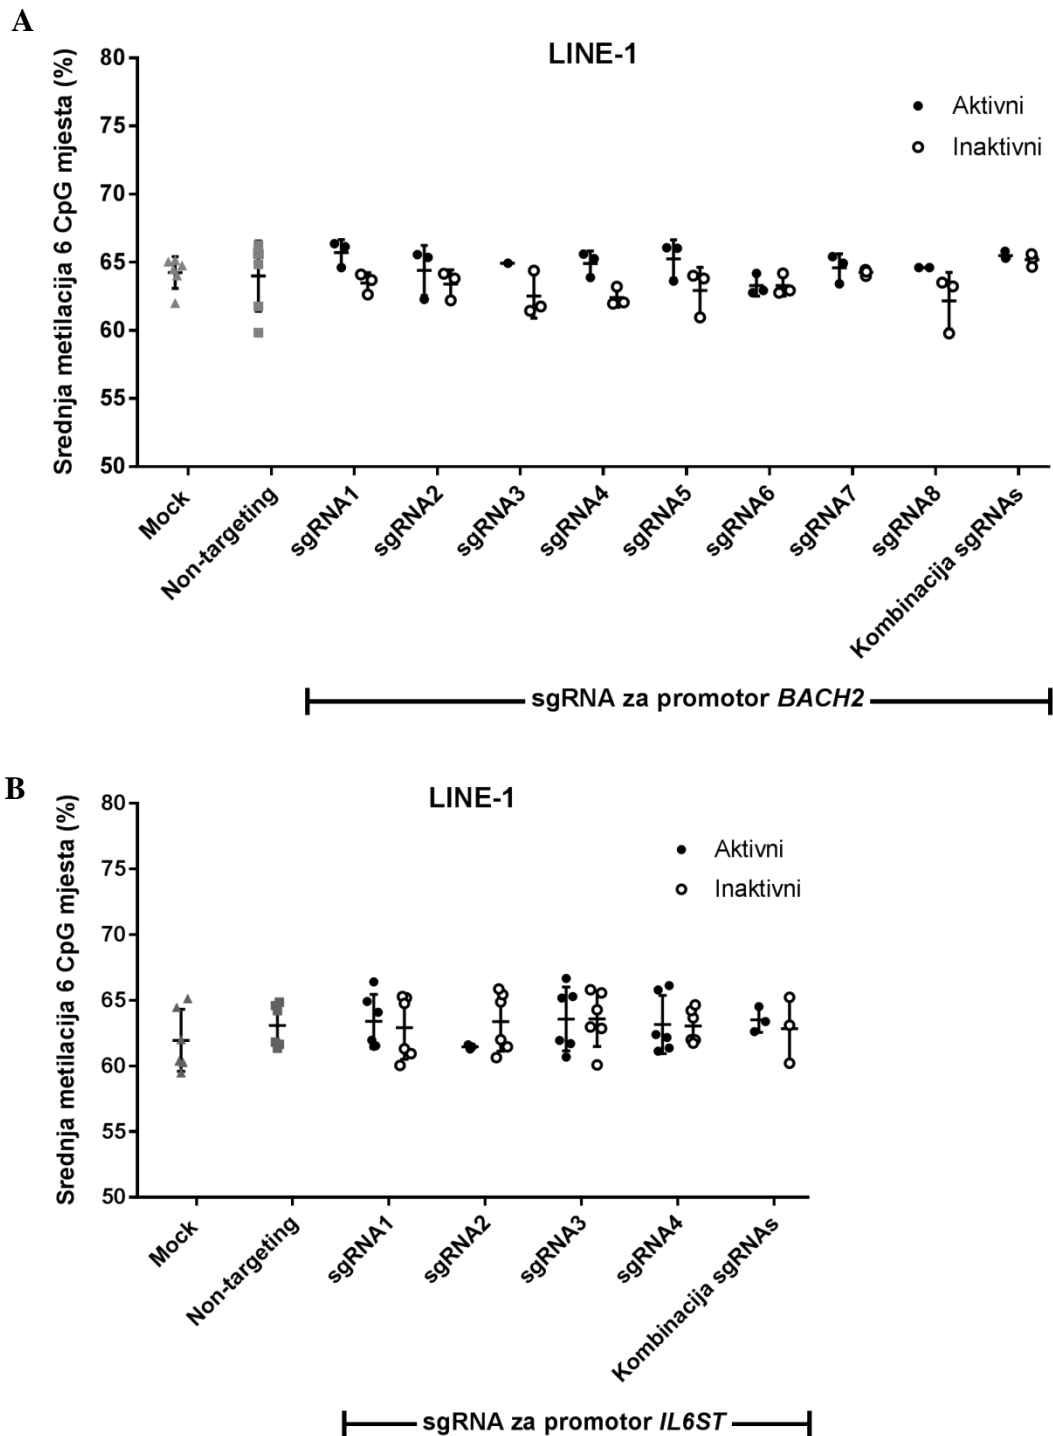 A
LINE-1
Srednja metilacija 6 CpG mjesta (%)
80
75
70
65
60
55
50
Aktivni
Inaktivni
Mock
Non-targeting
sgRNA1
sgRNA2
sgRNA3
sgRNA4
sgRNA5
sgRNA6
sgRNA7
sgRNA8
Kombinacija sgRNAs
sgRNA za promotor BACH2
B
LINE-1
Srednja metilacija 6 CpG mjesta (%)
80
75
70
65
60
55
50
Aktivni
Inaktivni
Mock
Non-targeting
sgRNA1
sgRNA2
sgRNA3
sgRNA4
Kombinacija sgRNAs
sgRNA za promotor IL6ST